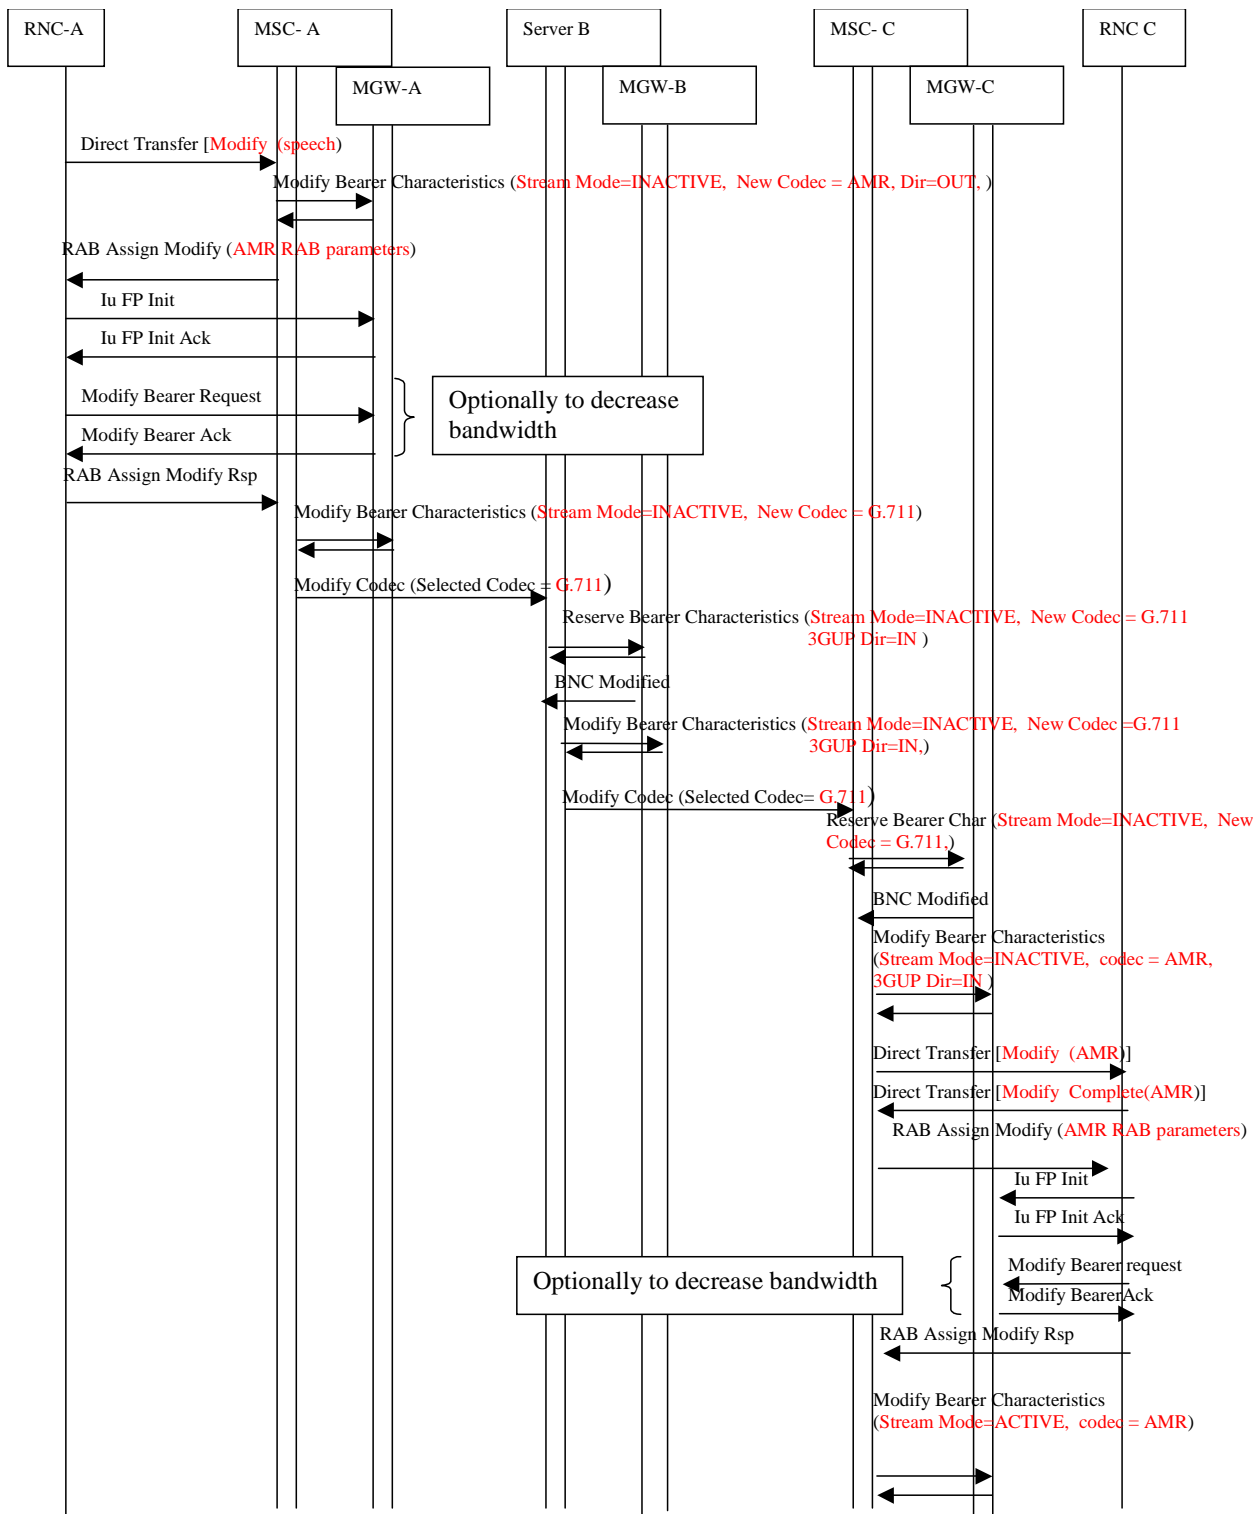 RNC-A
MSC- A
Server B
MSC- C
RNC C
MGW-A
MGW-B
MGW-C
Direct Transfer [Modify  (speech)
Modify Bearer Characteristics (Stream Mode=INACTIVE,  New Codec = AMR, Dir=OUT, )
RAB Assign Modify (AMR RAB parameters)
Iu FP Init
Iu FP Init Ack
Modify Bearer Request
Optionally to decrease
bandwidth
Modify Bearer Ack
RAB Assign Modify Rsp
Modify Bearer Characteristics (Stream Mode=INACTIVE,  New Codec = G.711)
Modify Codec (Selected Codec = G.711)
Reserve Bearer Characteristics (Stream Mode=INACTIVE,  New Codec = G.711
3GUP Dir=IN )
BNC Modified
Modify Bearer Characteristics (Stream Mode=INACTIVE,  New Codec =G.711
3GUP Dir=IN,)
Modify Codec (Selected Codec= G.711)
Reserve Bearer Char (Stream Mode=INACTIVE,  New
Codec = G.711,)
BNC Modified
Modify Bearer Characteristics
(Stream Mode=INACTIVE,  codec = AMR,
3GUP Dir=IN )
Direct Transfer [Modify  (AMR)]
Direct Transfer [Modify  Complete(AMR)]
RAB Assign Modify (AMR RAB parameters)
Iu FP Init
Iu FP Init Ack
Optionally to decrease bandwidth
Modify Bearer request
Modify BearerAck
RAB Assign Modify Rsp
Modify Bearer Characteristics
(Stream Mode=ACTIVE,  codec = AMR)